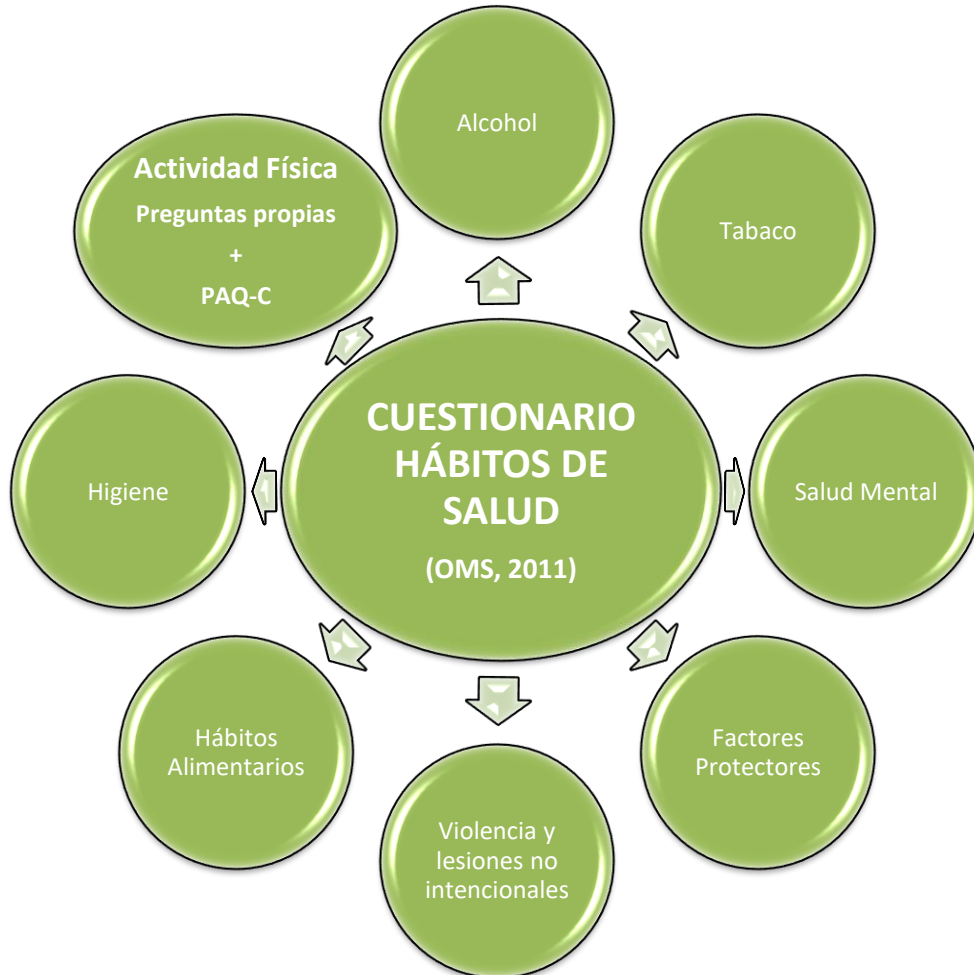 Alcohol
Tabaco
Salud Mental
Factores
Protectores
Violencia y
lesiones no
intencionales
Hábitos
Alimentarios
Higiene
Actividad Física
Preguntas propias
+
PAQ-C
CUESTIONARIO
HÁBITOS DE
SALUD
(OMS, 2011)